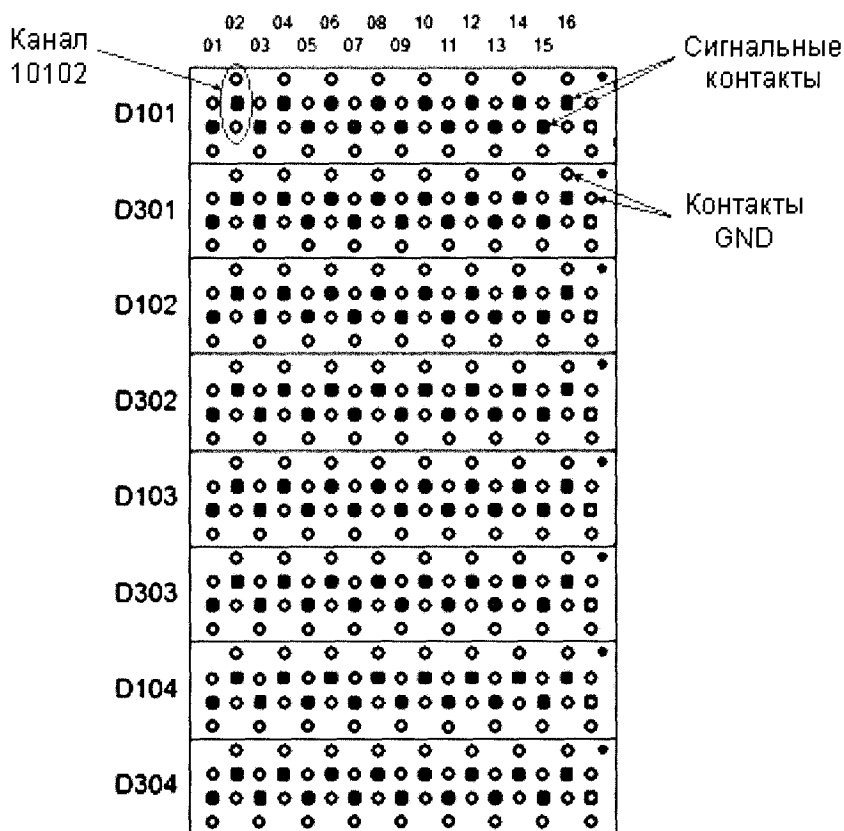 02 04 06 08 10 12 14 16
01 03 05 07 09 11 13 15
Канал
10102
Сигнальные
контакты
D101
D301
Контакты
GND
D102
D302
D103
D303
D104
D304